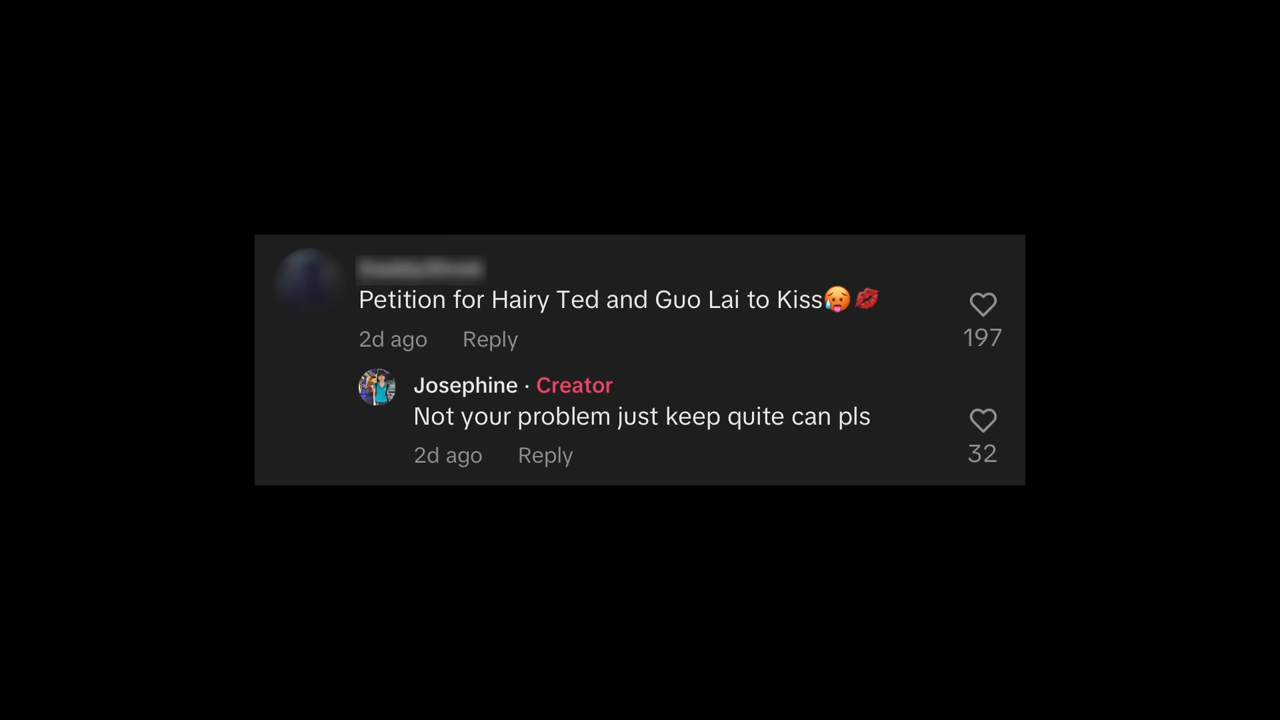 Petition for Hairy Ted and Guo Lai to Kiss🥵💋
2d ago Reply
197
Josephine · Creator
Not your problem just keep quite can pls
2d ago Reply
32